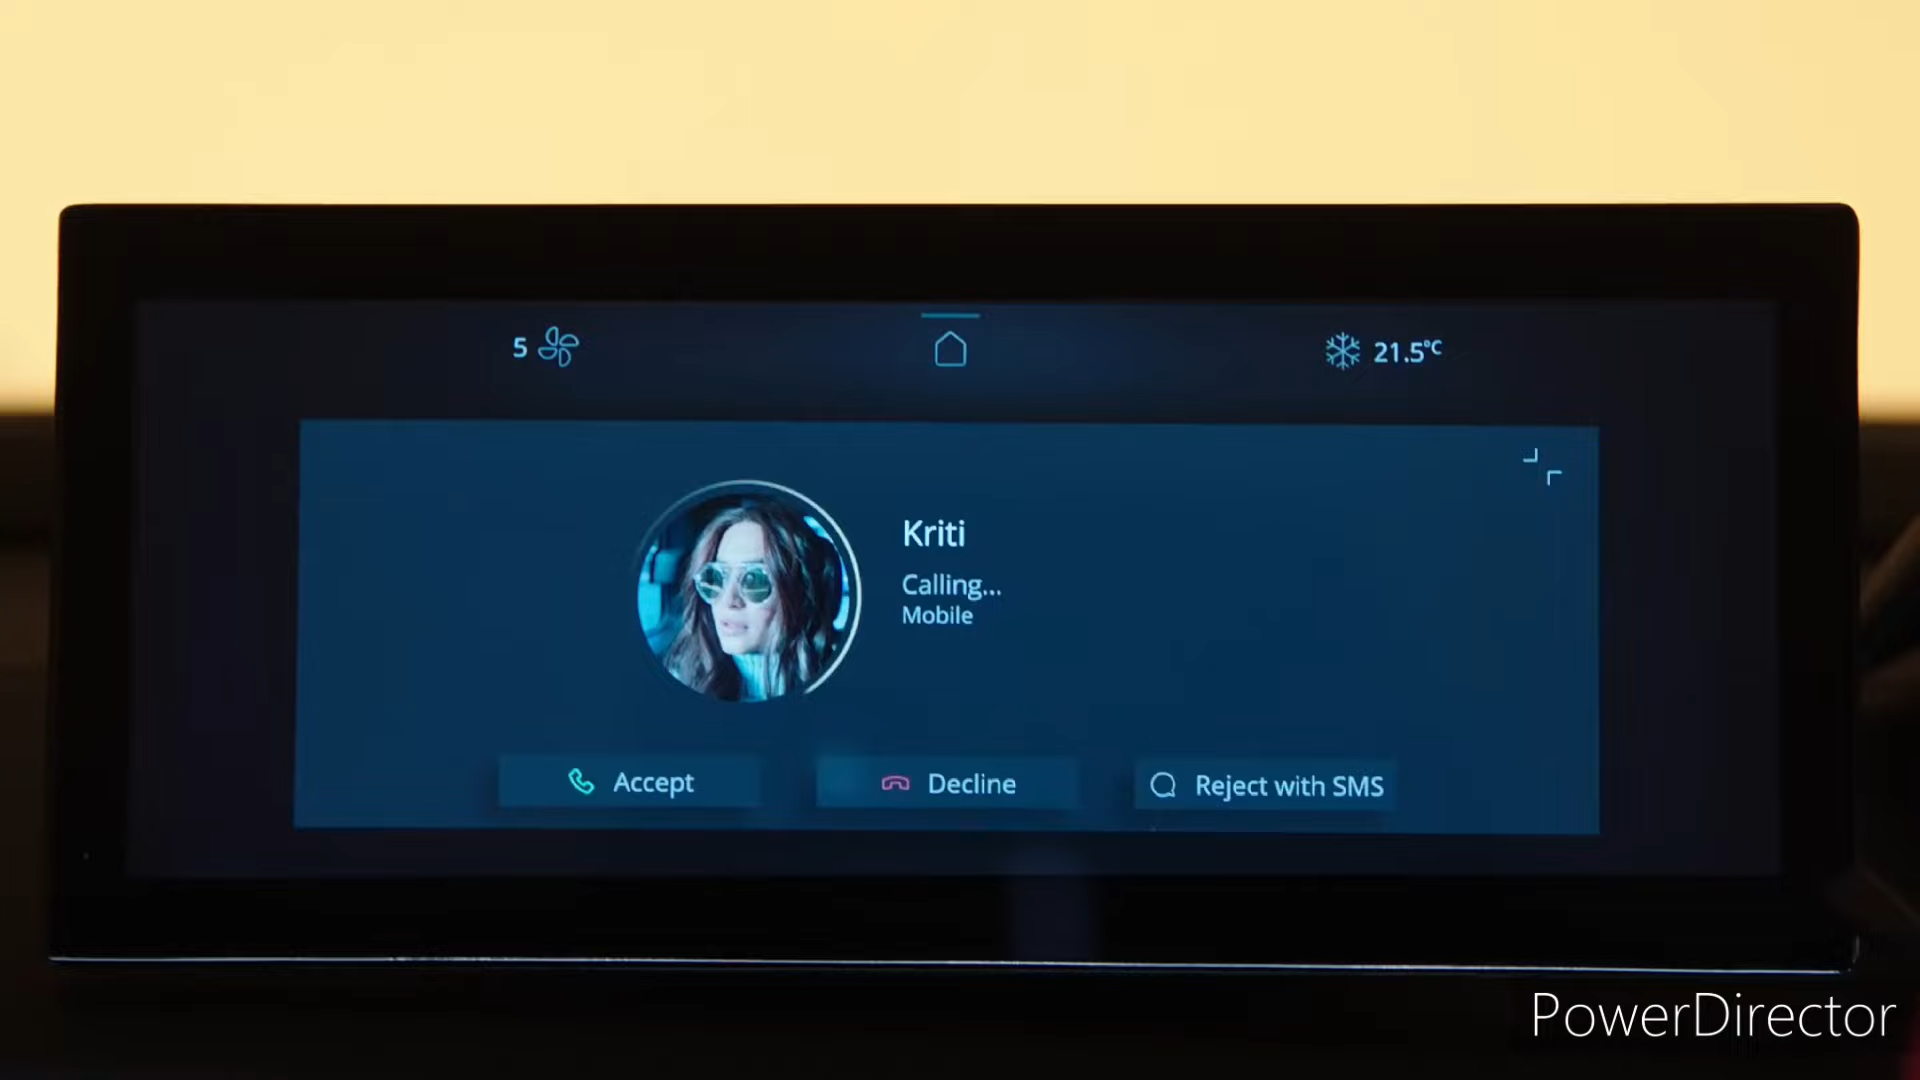 5
21.5°C
Kriti
Calling...
Mobile
Accept
Decline
Reject with SMS
PowerDirector